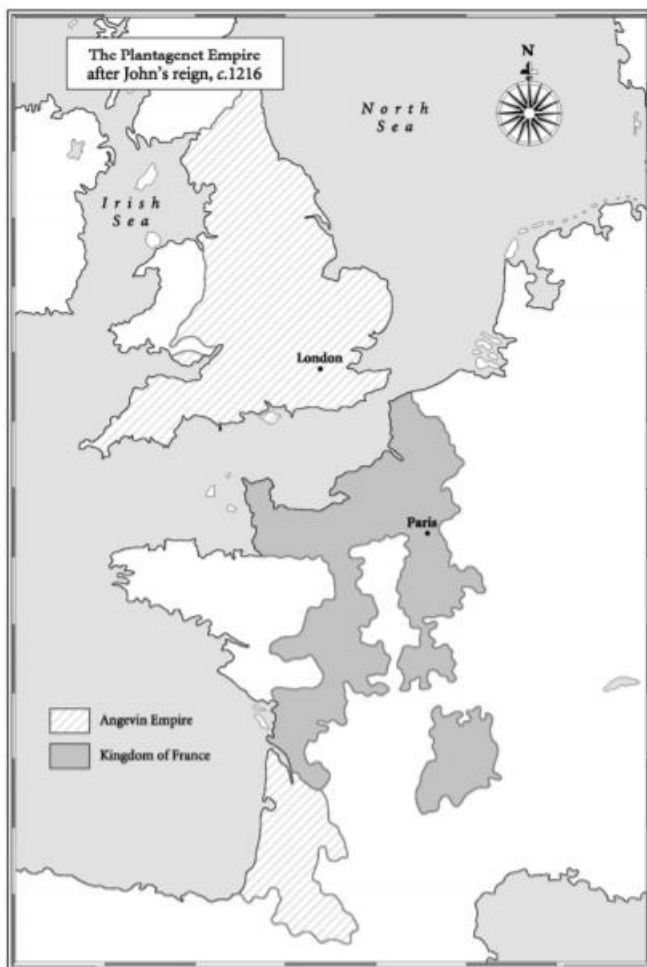 The Plantagenet Empire
after John's reign, c.1216
N
North
Sea
Irish
Sea
London
Paris
Angevin Empire
Kingdom of France